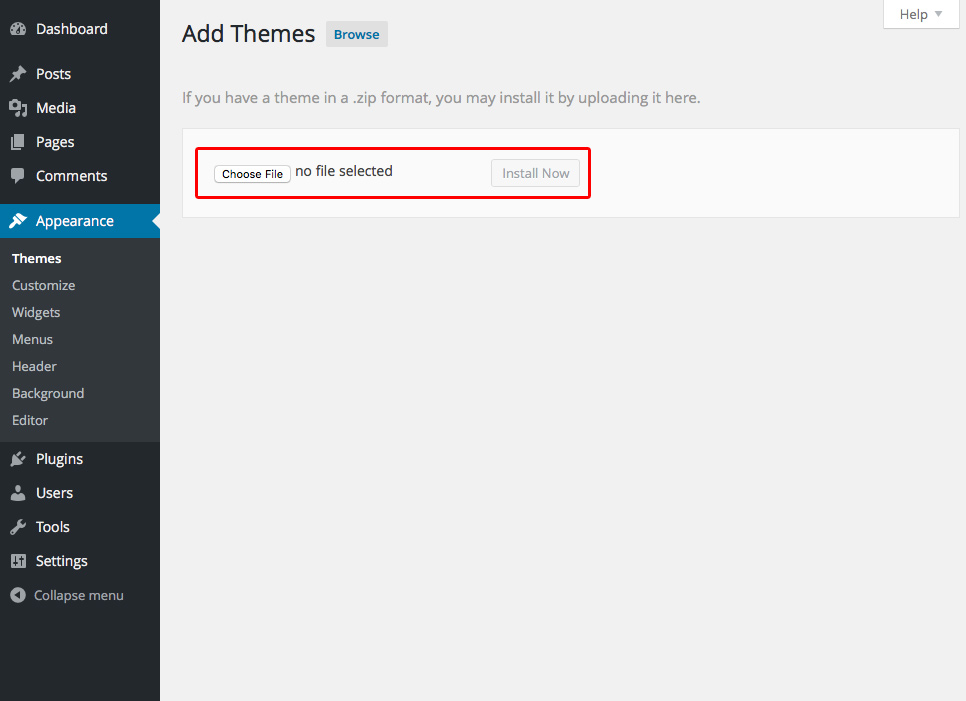 Dashboard
Posts
Media
Pages
Comments
Appearance
Themes
Customize
Widgets
Menus
Header
Background
Editor
Plugins
Users
Tools
Settings
Collapse menu
Help
Add Themes Browse
If you have a theme in a .zip format, you may install it by uploading it here.
Choose File no file selected Install Now